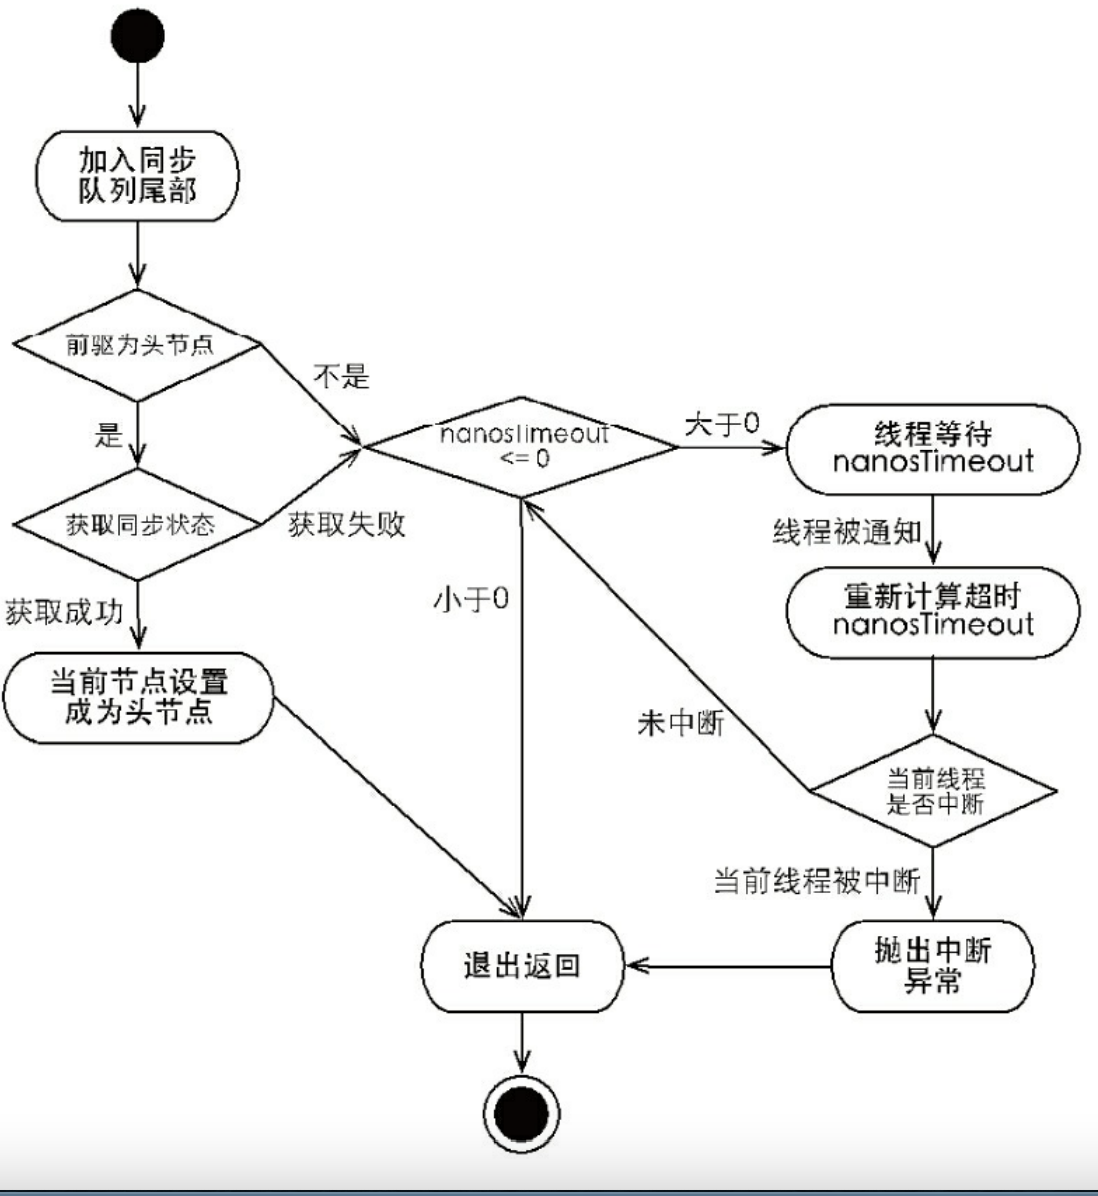 加入同步
队列尾部
前驱为头节点
不是
是
获取同步状态
获取失败
获取成功
当前节点设置
成为头节点
nanosTimeout
<= 0
大于0
线程等待
nanosTimeout
线程被通知
重新计算超时
nanosTimeout
小于0
未中断
当前线程
是否中断
当前线程被中断
抛出中断
异常
退出返回